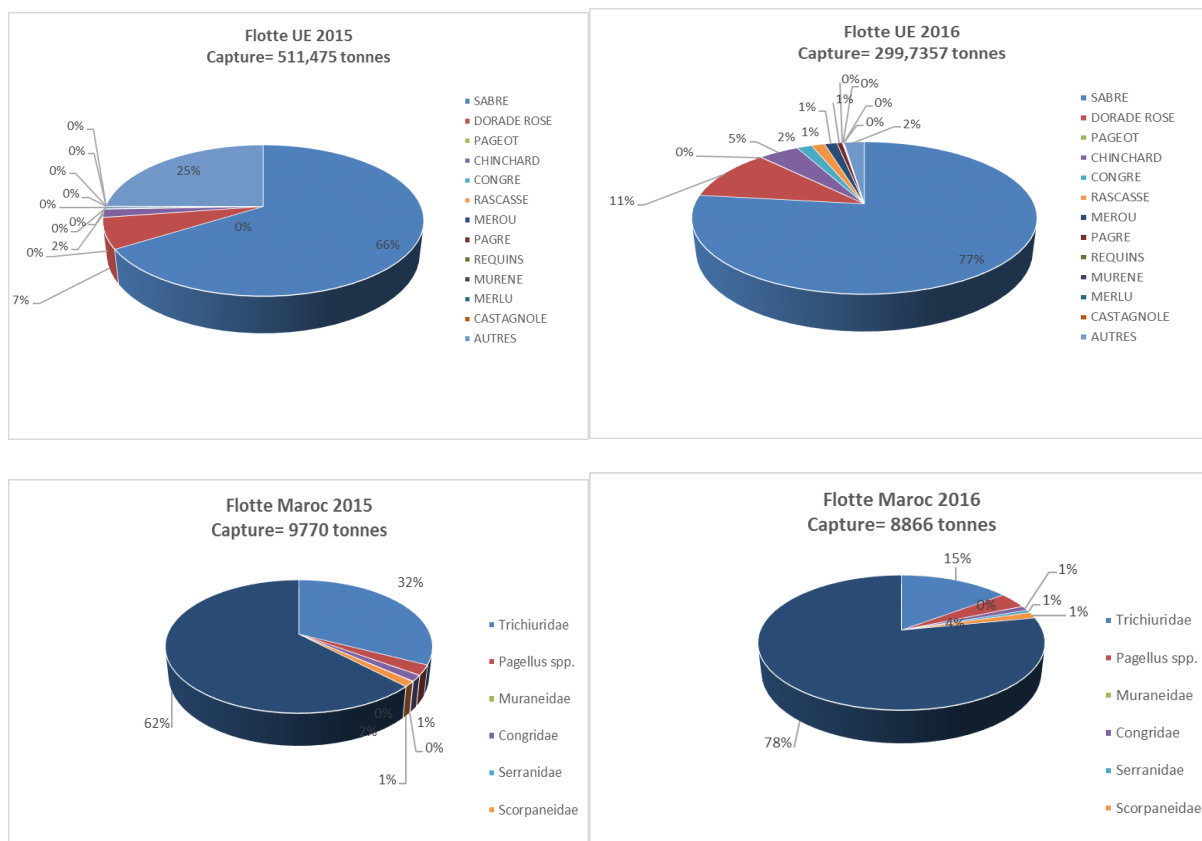 Flotte UE 2015
Capture= 511,475 tonnes
0%
0%
0%
0%
0%
0%
0%
2%
0%
7%
25%
0%
66%
SABRE
DORADE ROSE
PAGEOT
CHINCHARD
CONGRE
RASCASSE
MEROU
PAGRE
REQUINS
MURENE
MERLU
CASTAGNOLE
AUTRES
Flotte UE 2016
Capture= 299,7357 tonnes
0%
0%
1%
1%
0%
5%
2%
1%
0%
2%
0%
11%
77%
SABRE
DORADE ROSE
PAGEOT
CHINCHARD
CONGRE
RASCASSE
MEROU
PAGRE
REQUINS
MURENE
MERLU
CASTAGNOLE
AUTRES
Flotte Maroc 2015
Capture= 9770 tonnes
32%
62%
0%
2%
1%
0%
1%
Trichiuridae
Pagellus spp.
Muraneidae
Congridae
Serranidae
Scorpaneidae
Flotte Maroc 2016
Capture= 8866 tonnes
15%
1%
0%
1%
4%
1%
78%
Trichiuridae
Pagellus spp.
Muraneidae
Congridae
Serranidae
Scorpaneidae